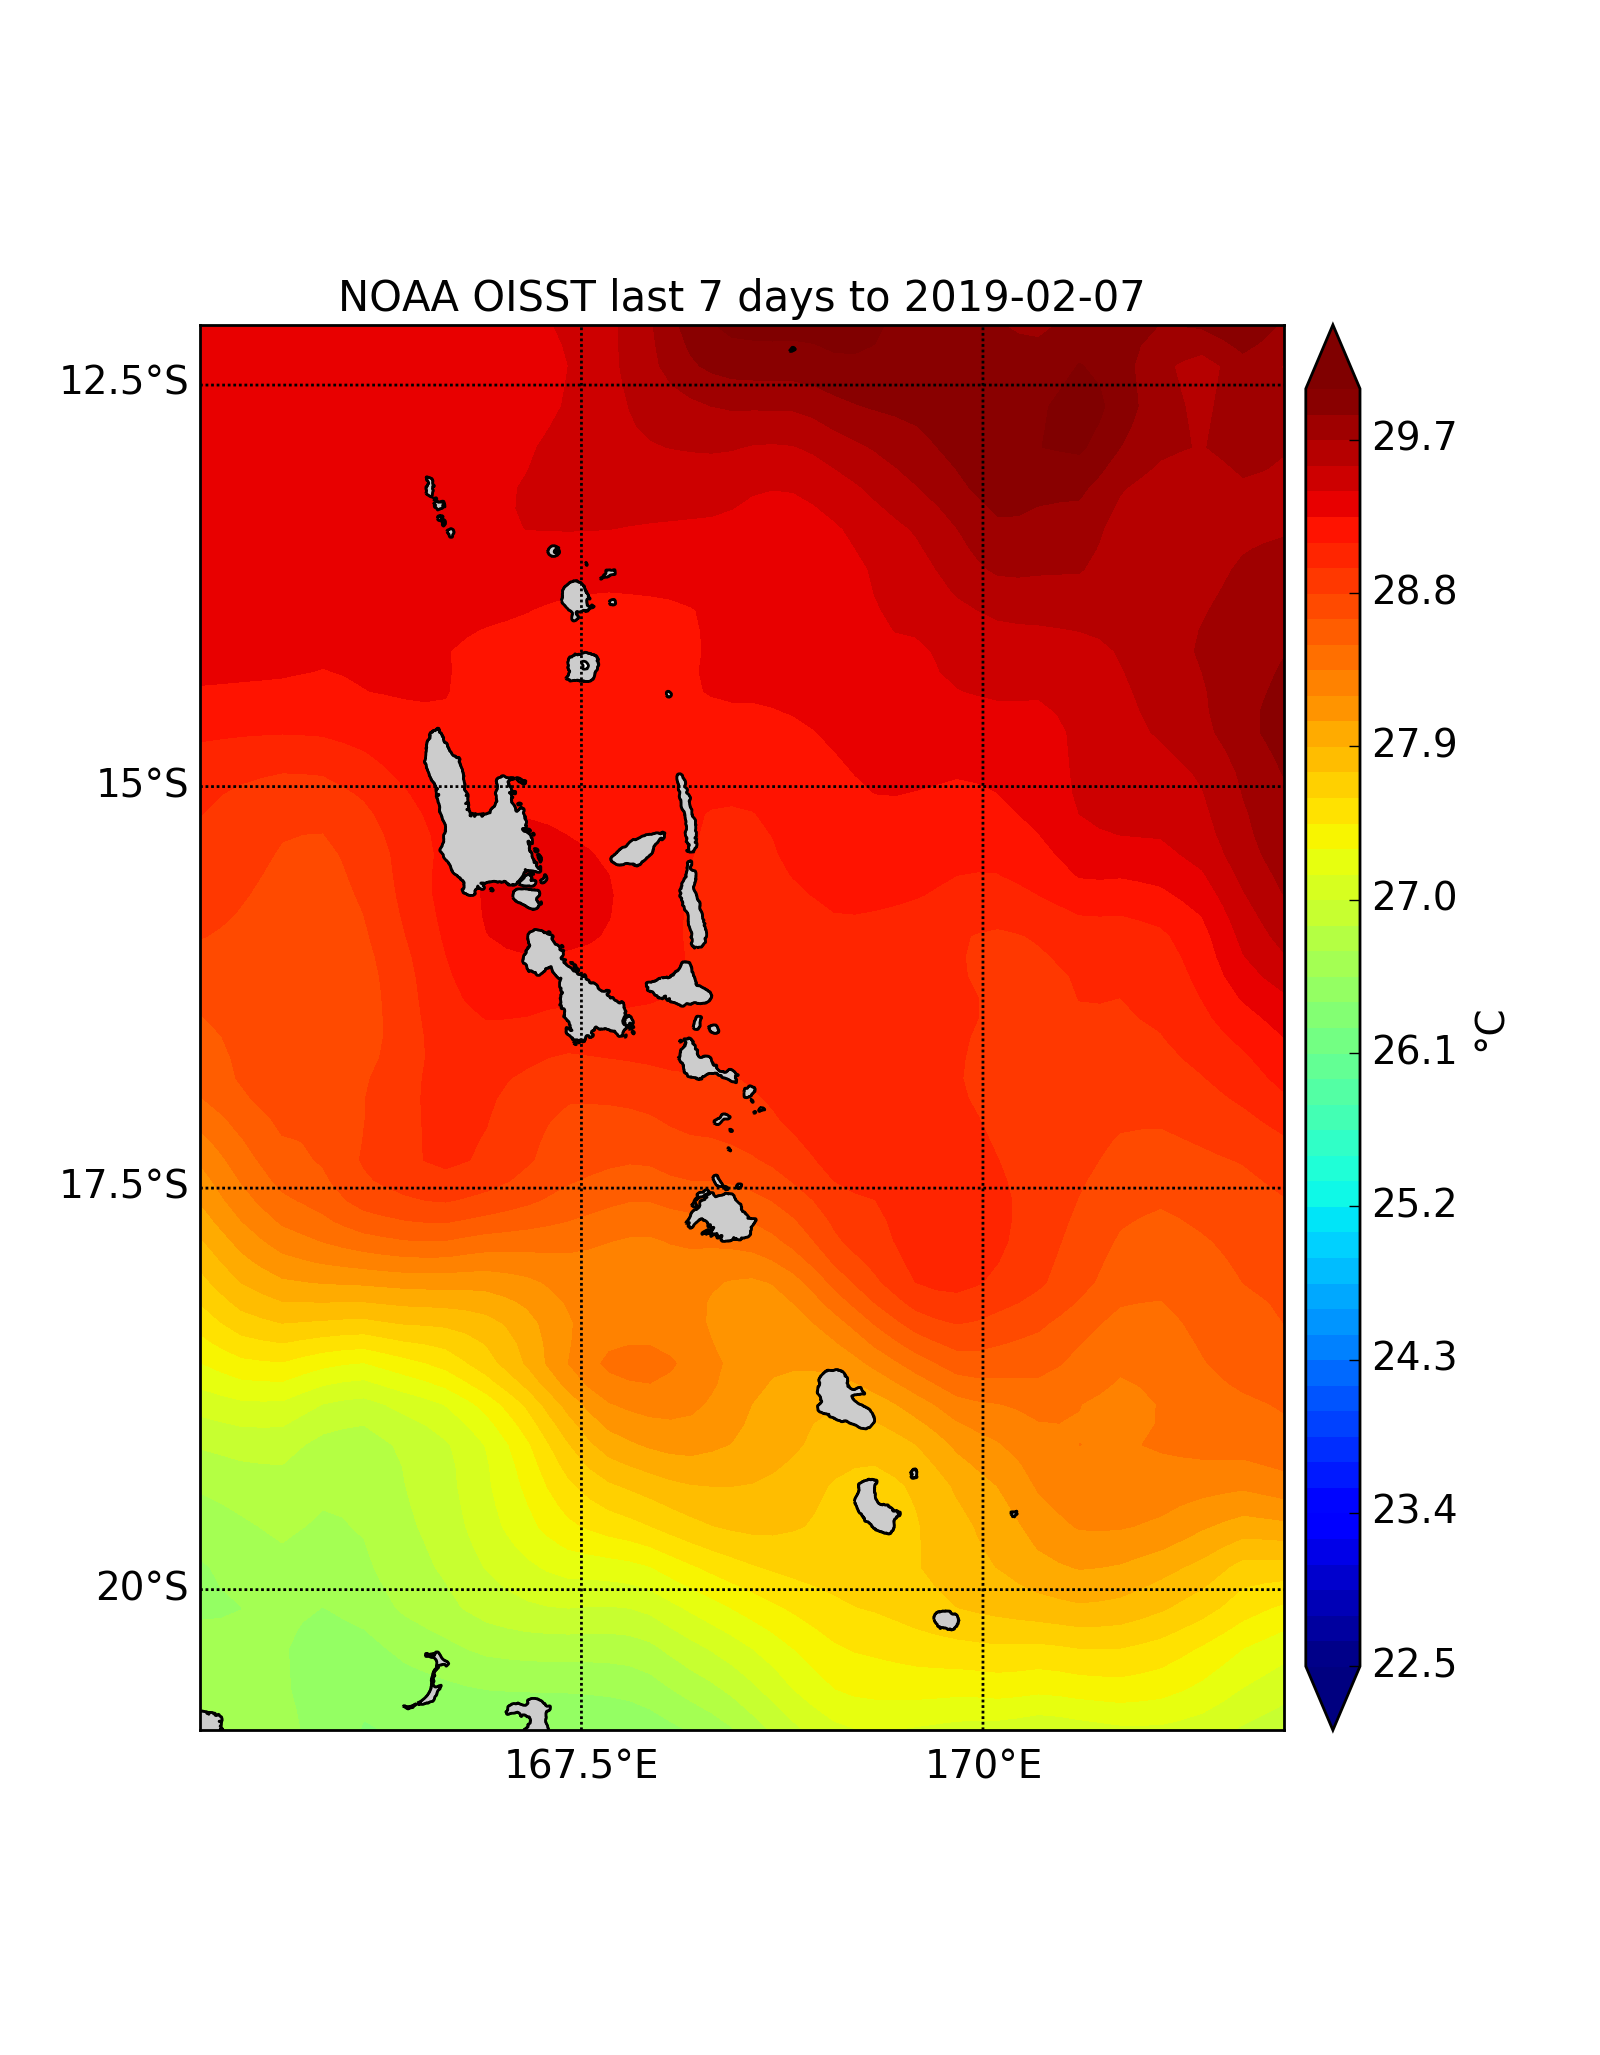 NOAA OISST last 7 days to 2019-02-07
12.5°S
15°S
17.5°S
20°S
167.5°E
170°E
29.7
28.8
27.9
27.0
26.1
25.2
24.3
23.4
22.5
°C